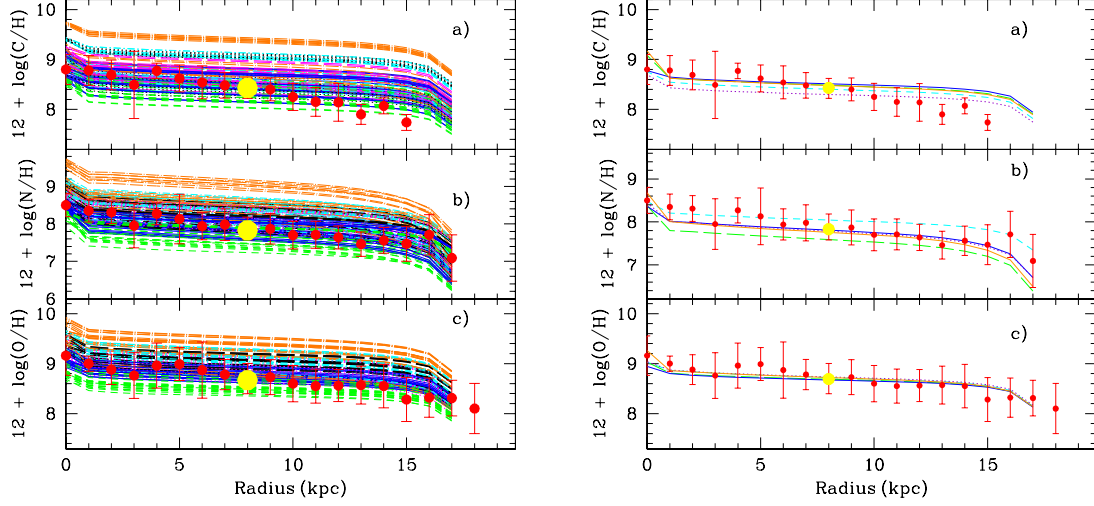 10
9
8
12 + log(C/H)
a)
9
8
7
6
12 + log(N/H)
b)
10
9
8
12 + log(O/H)
c)
0
5
10
15
Radius (kpc)
10
9
8
12 + log(C/H)
a)
9
8
7
12 + log(N/H)
b)
10
9
8
12 + log(O/H)
c)
0
5
10
15
Radius (kpc)